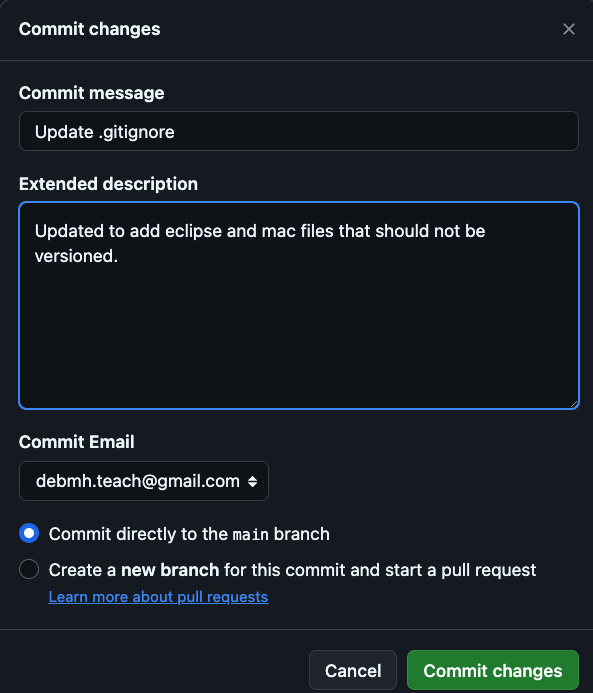 Commit changes
Commit message
Update .gitignore
Extended description
Updated to add eclipse and mac files that should not be
versioned.
Commit Email
debmh.teach@gmail.com
Commit directly to the main branch
Create a new branch for this commit and start a pull request
Learn more about pull requests
Cancel
Commit changes